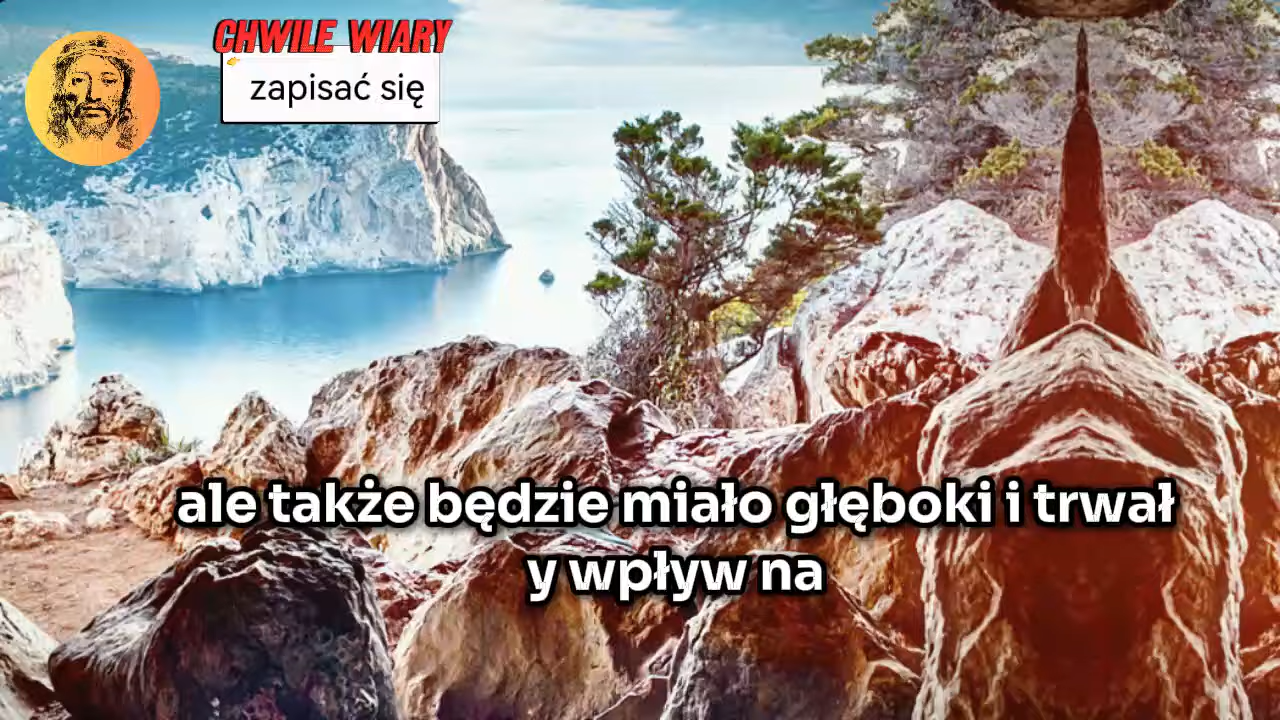 CHWILE WIARY
zapisać się
ale także będzie miało głęboki i trwał
y wpływ na